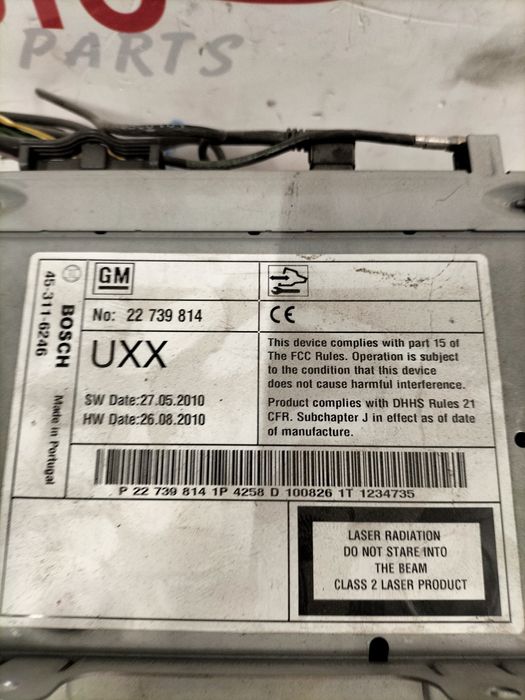 PARTS
GM
No: 22 739 814
UXX
SW Date:27.05.2010
HW Date:26.08.2010
BOSCH
45-311-6246
Made in Portugal
CE
This device complies with part 15 of
The FCC Rules. Operation is subject
to the condition that this device
does not cause harmful interference.
Product complies with DHHS Rules 21
CFR. Subchapter J in effect as of date
of manufacture.
P 22 739 814 1P 4258 D 100826 1T 1234735
LASER RADIATION
DO NOT STARE INTO
THE BEAM
CLASS 2 LASER PRODUCT